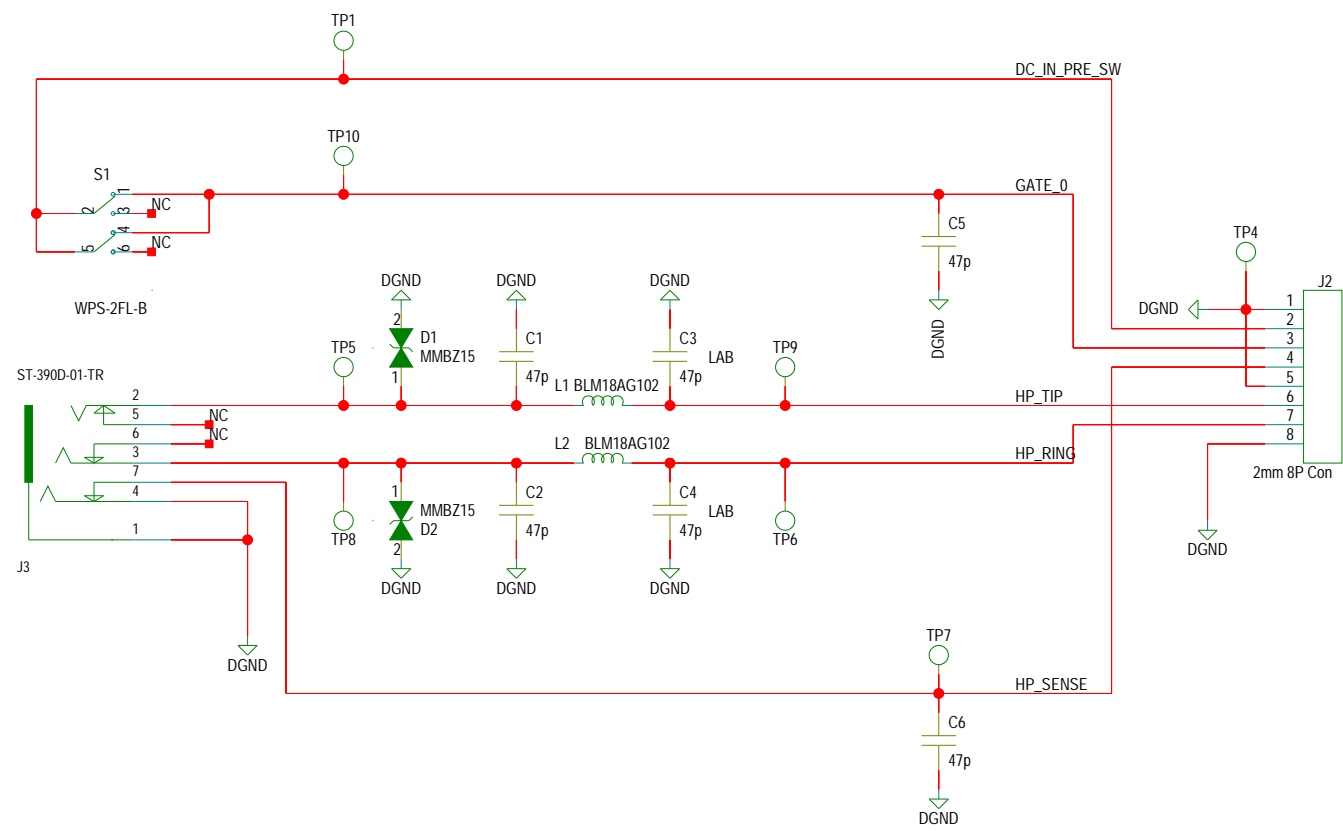 TP1
DC_IN_PRE_SW
TP10
S1
1
NC
GATE_0
2
3
4
NC
5
6
C5
47p
TP4
WPS-2FL-B
DGND
DGND
DGND
DGND
DGND
J2
1
2
3
4
5
6
7
8
2mm 8P Con
2
D1
MMBZ15
1
C1
47p
C3
LAB
47p
TP5
TP9
ST-390D-01-TR
L1 BLM18AG102
HP_TIP
2
5
NC
6
NC
3
7
4
1
J3
L2 BLM18AG102
HP_RING
1
MMBZ15
D2
2
C2
47p
C4
LAB
47p
TP8
TP6
DGND
DGND
DGND
DGND
DGND
TP7
HP_SENSE
C6
47p
DGND